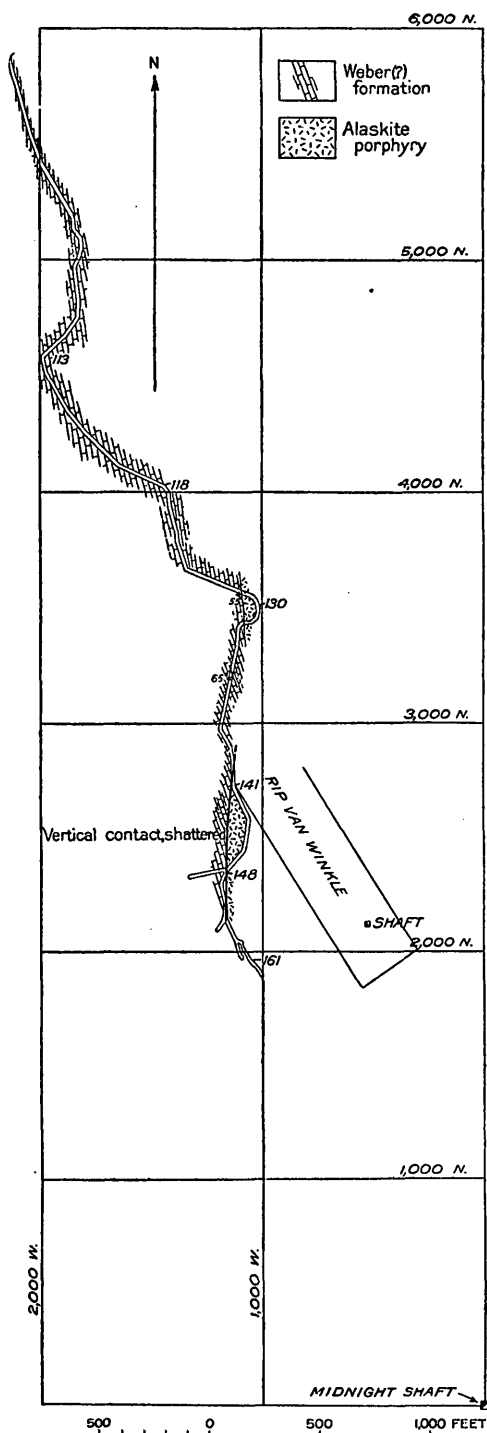 6,000 N.
N
Weber(?)
formation
Alaskite
porphyry
5,000 N.
113
118
4,000 N.
55
130
65
3,000 N.
141
RIP VAN WINKLE
Vertical contact, shattered
148
SHAFT
2,000 N.
161
1,000 N.
2,000 W.
1,000 W.
MIDNIGHT SHAFT
500 0 500 1,000 FEET